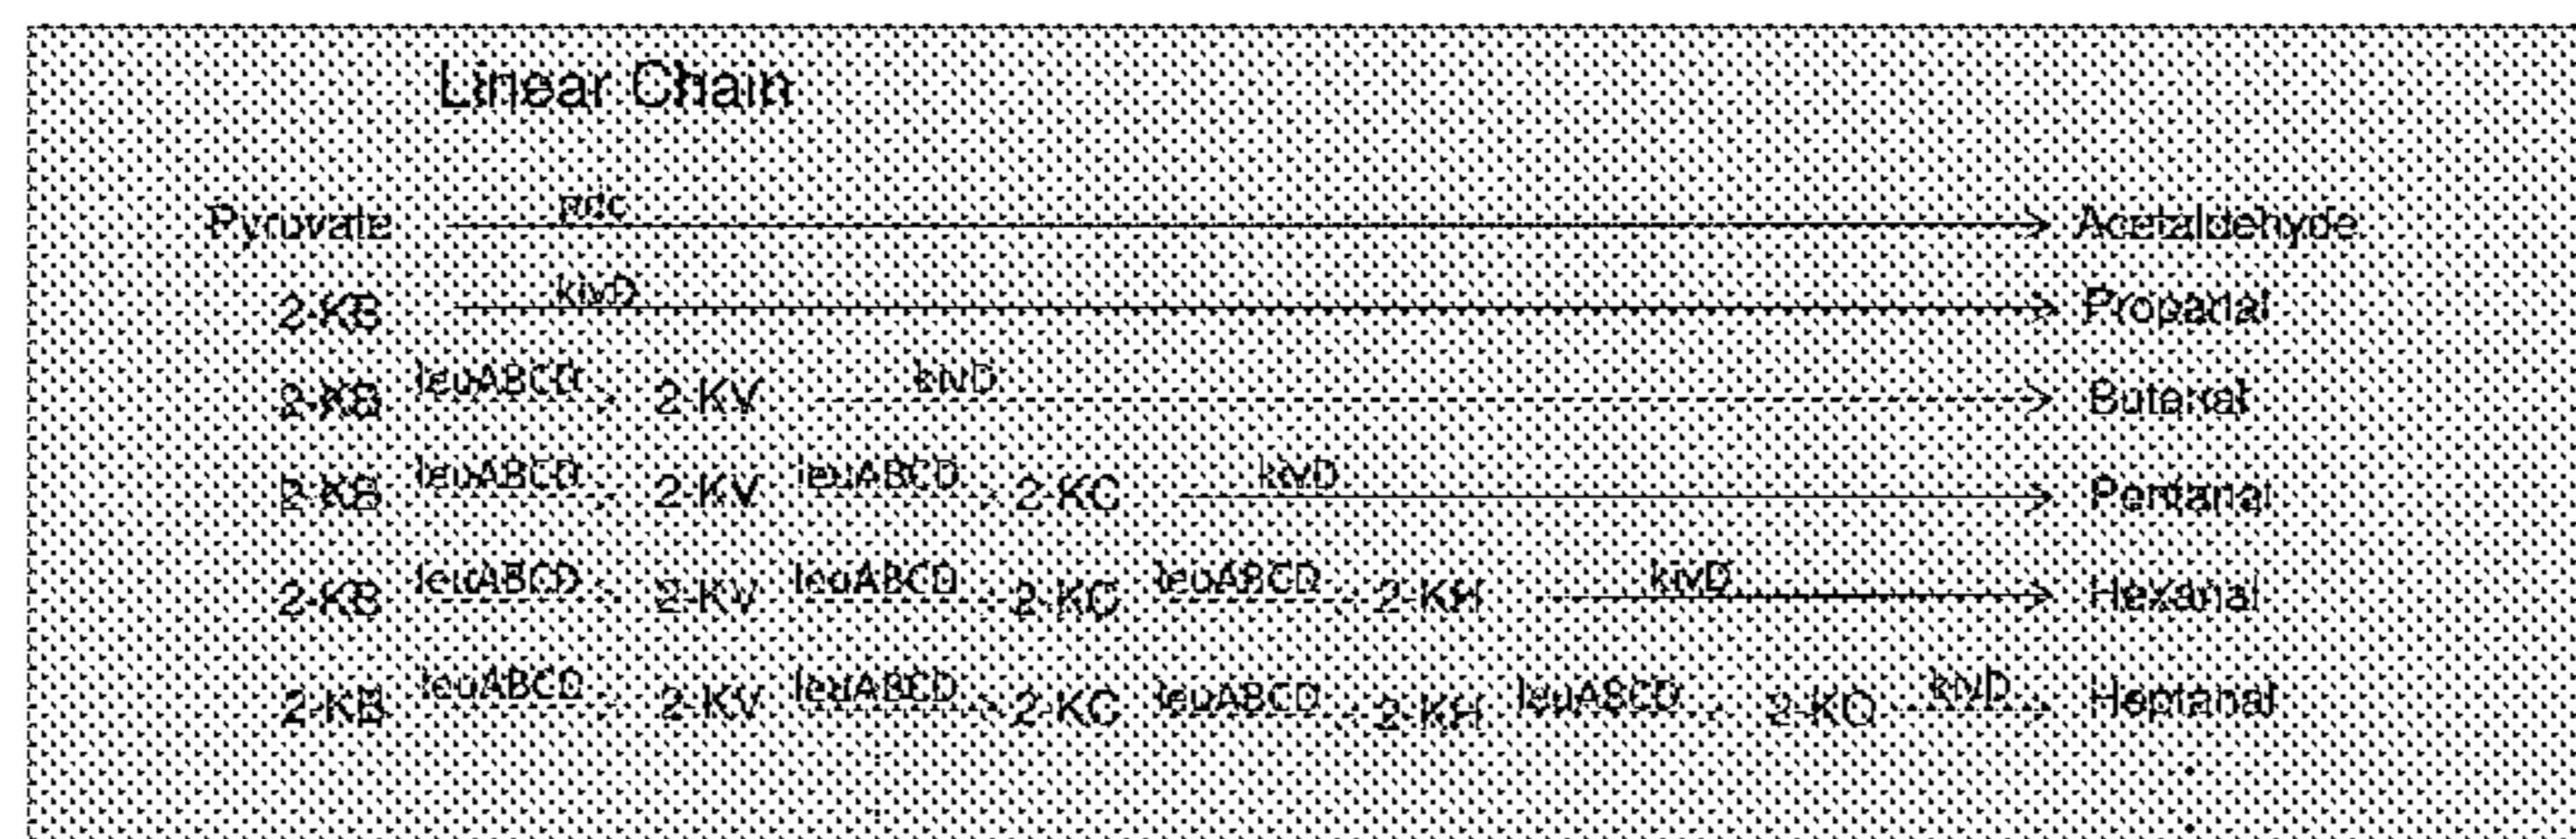 Linear Chain
Pyruvate pdc Acetaldehyde
2-KB kivD Propanal
2-KB leuABCD 2-KV kivD Butanal
2-KB leuABCD 2-KV leuABCD 2-KC kivD Pentanal
2-KB leuABCD 2-KV leuABCD 2-KC leuABCD 2-KH kivD Hexanal
2-KB leuABCD 2-KV leuABCD 2-KC leuABCD 2-KH leuABCD 2-KO kivD Heptanal